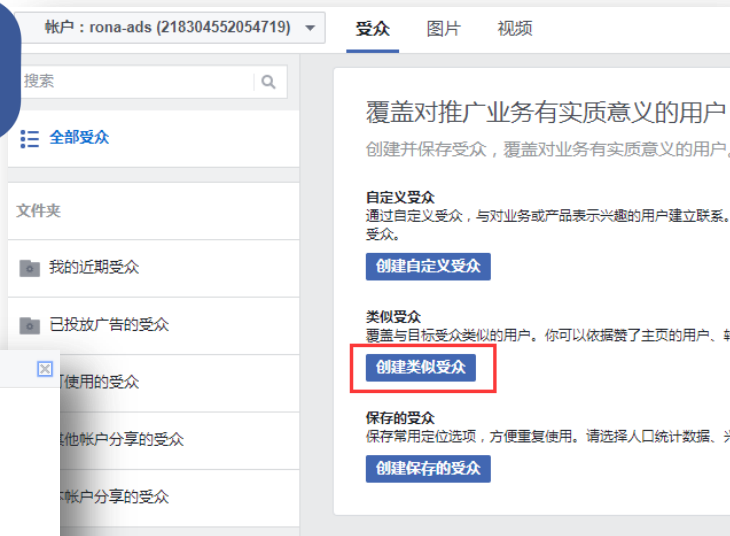 帐户：rona-ads (218304552054719)
受众 图片 视频
搜索
全部受众
文件夹
我的近期受众
已投放广告的受众
使用的受众
他帐户分享的受众
帐户分享的受众
覆盖对推广业务有实质意义的用户
创建并保存受众，覆盖对业务有实质意义的用户
自定义受众
通过自定义受众，与对业务或产品表示兴趣的用户建立联系。
受众。
创建自定义受众
类似受众
覆盖与目标受众类似的用户。你可以依据赞了主页的用户、
创建类似受众
保存的受众
保存常用定位选项，方便重复使用。请选择人口统计数据、
创建保存的受众